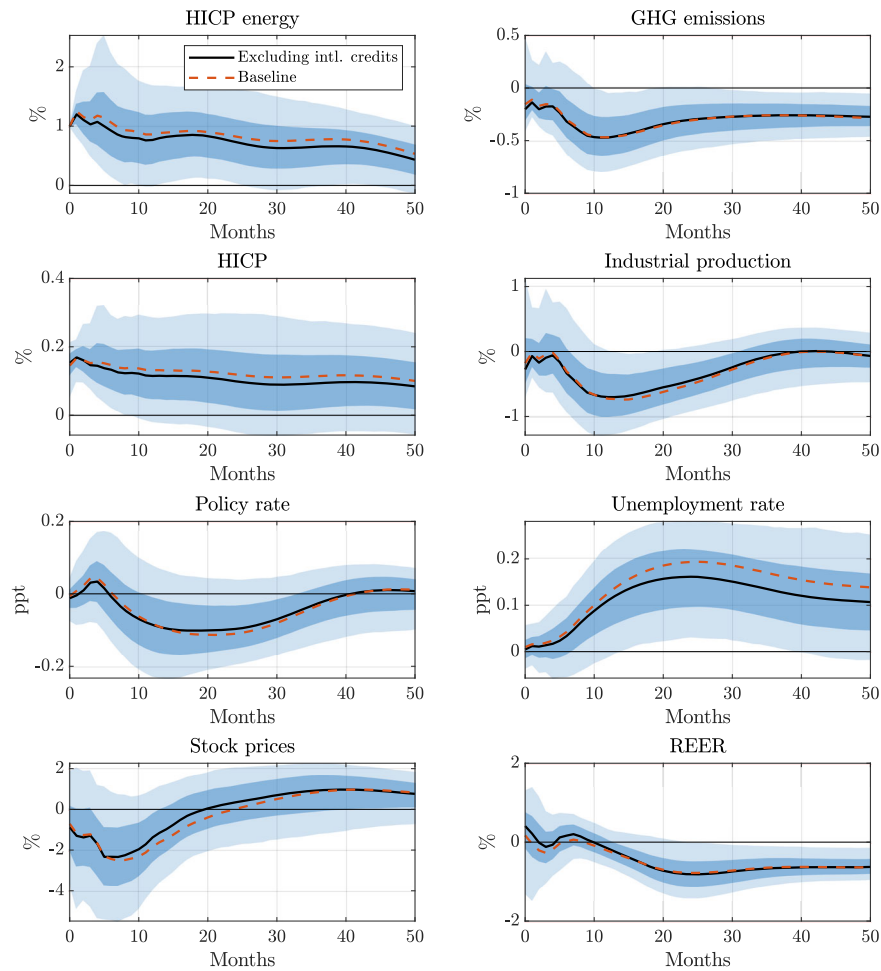 HICP energy
2
1
0
%
Excluding intl. credits
Baseline
0 10 20 30 40 50
Months
GHG emissions
0.5
0
-0.5
-1
%
0 10 20 30 40 50
Months
HICP
0.4
0.2
0
%
0 10 20 30 40 50
Months
Industrial production
1
0
-1
%
0 10 20 30 40 50
Months
Policy rate
0.2
0
-0.2
ppt
0 10 20 30 40 50
Months
Unemployment rate
0.2
0.1
0
ppt
0 10 20 30 40 50
Months
Stock prices
2
0
-2
-4
%
0 10 20 30 40 50
Months
REER
2
0
-2
%
0 10 20 30 40 50
Months